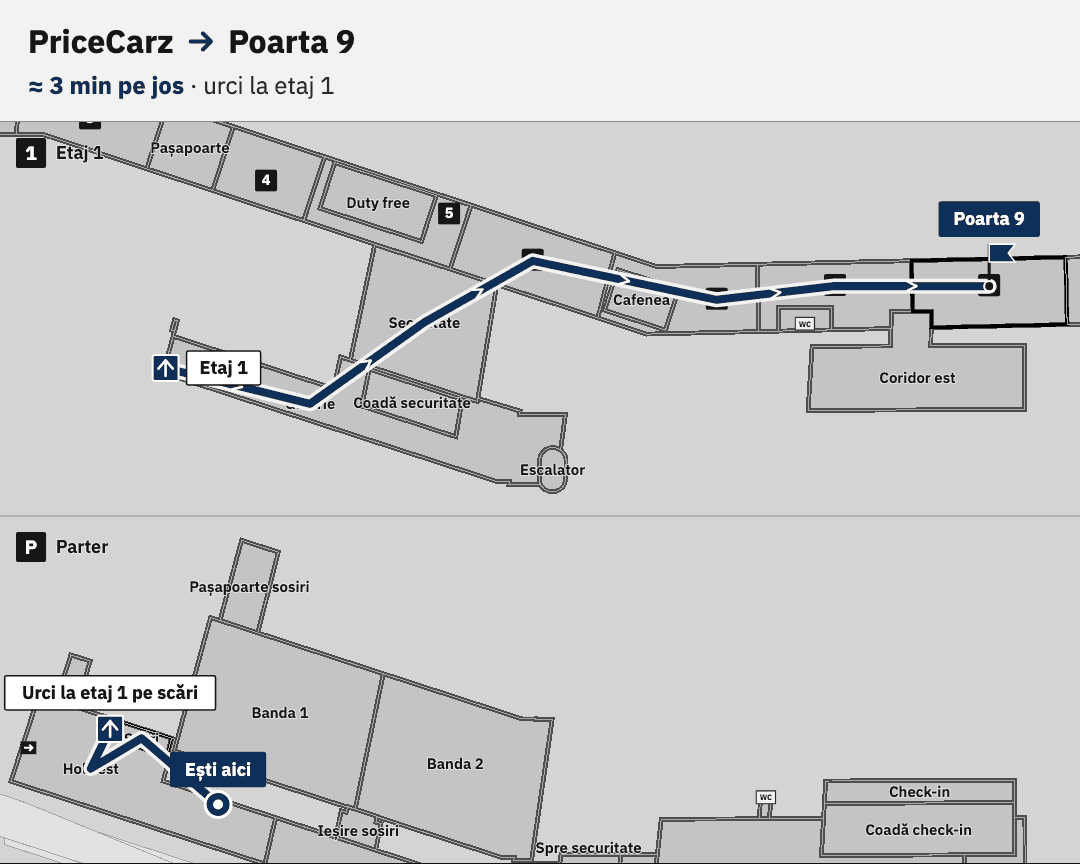 PriceCarz → Poarta 9
≈ 3 min pe jos · urci la etaj 1
1 Etaj 1
Pașapoarte
4
Duty free
5
Poarta 9
Cafenea
wc
Securitate
Etaj 1
Coridor est
Coadă securitate
Escalator
P Parter
Pașapoarte sosiri
Urci la etaj 1 pe scări
Banda 1
Banda 2
Ești aici
Ieșire sosiri
Spre securitate
wc
Check-in
Coadă check-in